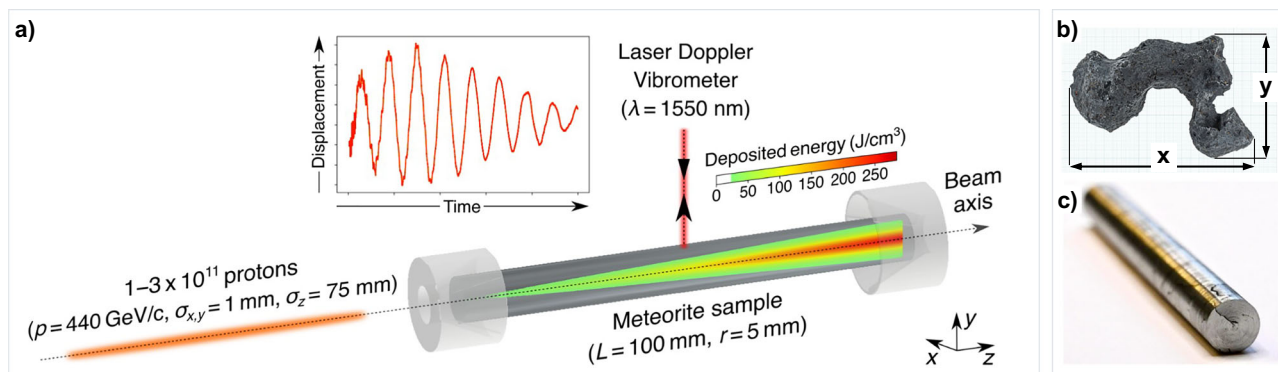 a)
Displacement
Time
Laser Doppler
Vibrometer
(λ = 1550 nm)
Deposited energy (J/cm³)
0 50 100 150 200 250
Beam
axis
1–3 x 10¹¹ protons
(p = 440 GeV/c, σx,y = 1 mm, σz = 75 mm)
Meteorite sample
(L = 100 mm, r = 5 mm)
y
x
z
b)
y
x
c)